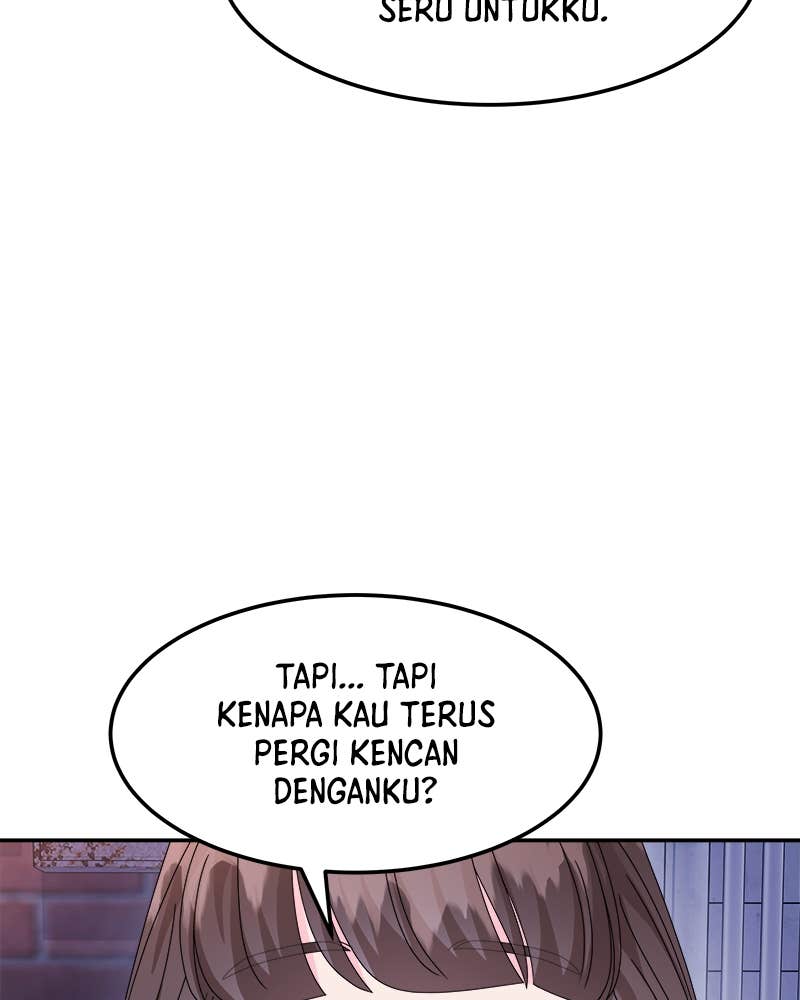 SERU UNTUKKU.
TAPI... TAPI
KENAPA KAU TERUS
PERGI KENCAN
DENGANKU?